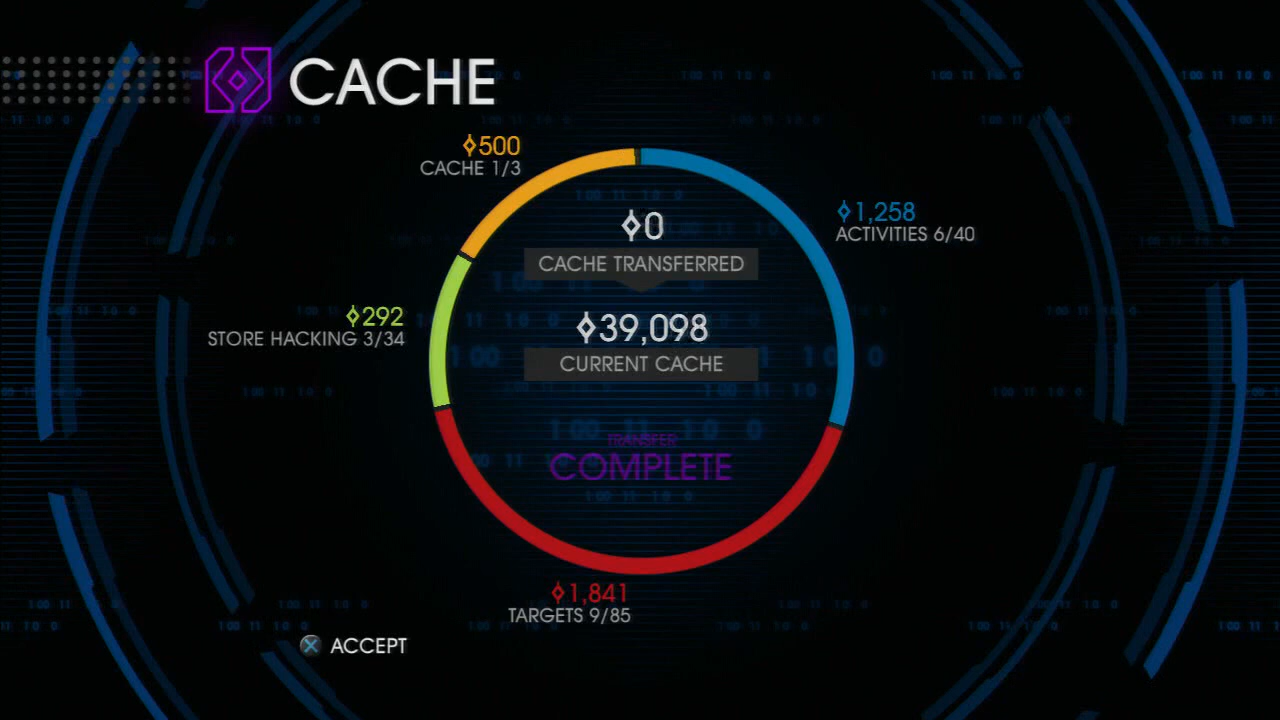 CACHE
500
CACHE 1/3
1,258
ACTIVITIES 6/40
0
CACHE TRANSFERRED
292
STORE HACKING 3/34
39,098
CURRENT CACHE
TRANSFER
COMPLETE
1,841
TARGETS 9/85
ACCEPT